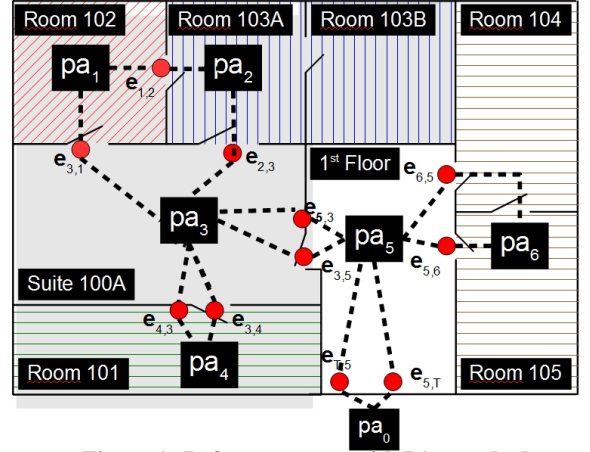 Room 102
Room 103A
Room 103B
Room 104
pa1
e1,2
pa2
e3,1
e2,3
1st Floor
e6,5
pa3
e5,3
pa5
pa6
e3,5
e5,6
Suite 100A
e4,3
e3,4
Room 101
pa4
eT,5
e5,T
Room 105
pa0